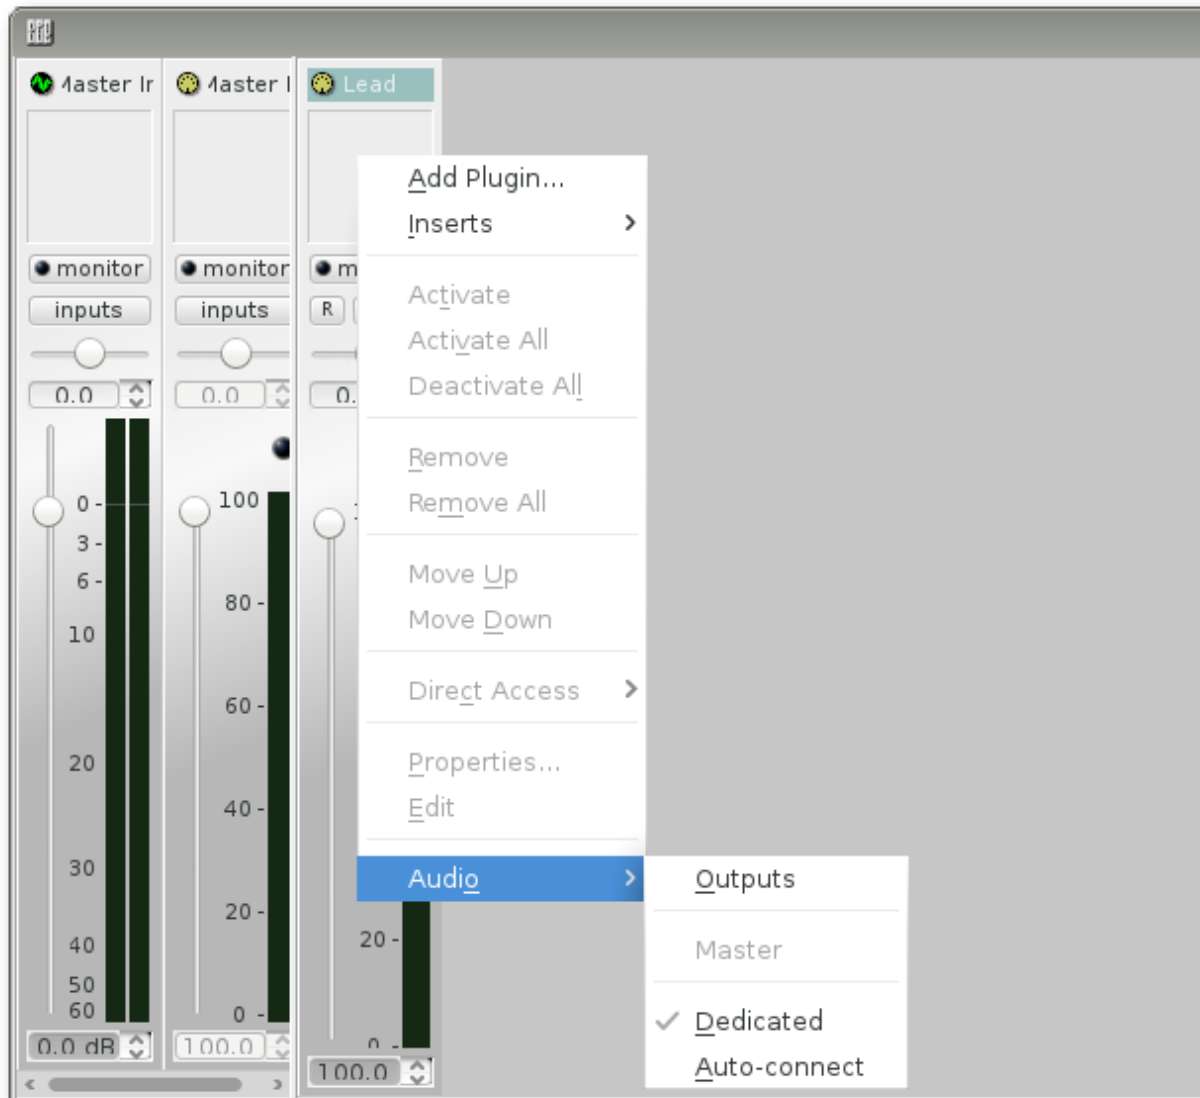 Master In
Master I
Lead
Add Plugin...
Inserts
monitor
monitor
m
inputs
inputs
R
Activate
Activate All
Deactivate All
0.0
0.0
0.
Remove
Remove All
0 -
3 -
6 -
10
20
30
40
50
60
100
80 -
60 -
40 -
20 -
0 -
Move Up
Move Down
Direct Access
Properties...
Edit
Audio
Outputs
20 -
Master
Dedicated
Auto-connect
0 -
0.0 dB
100.0
100.0